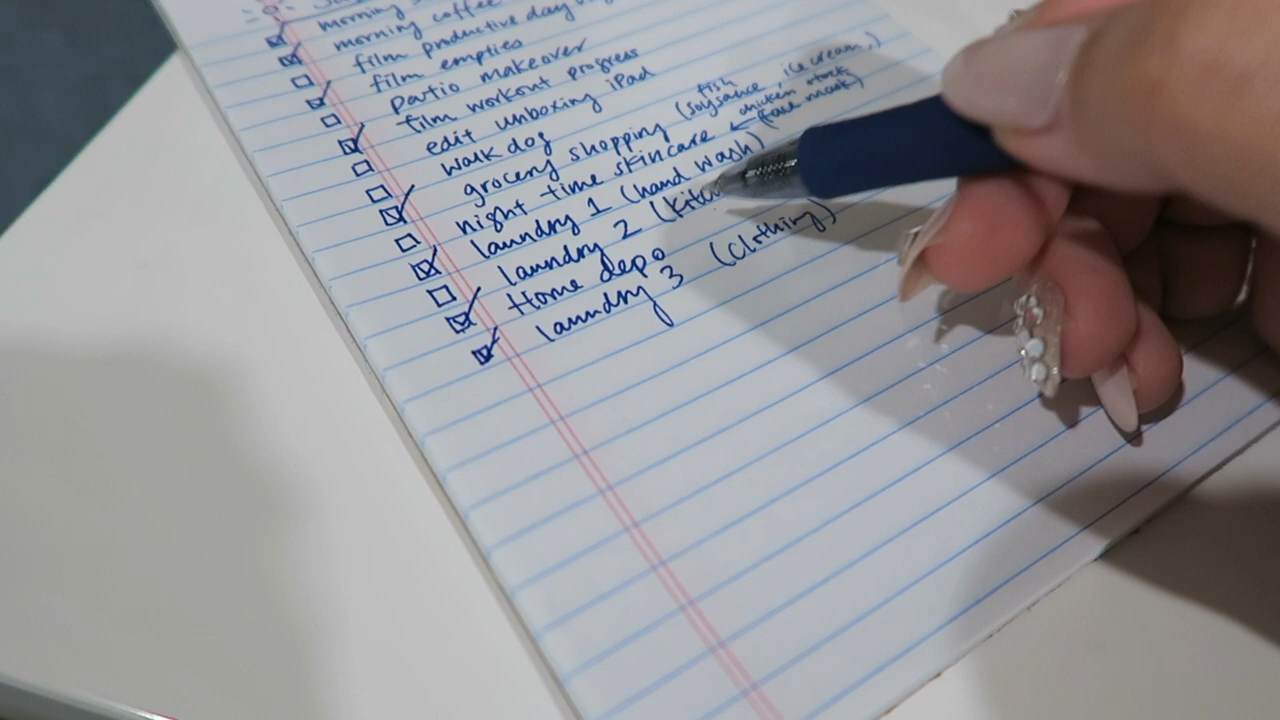 morning
morning coffee
film productive day
film empties
patio makeover
film workout progress
edit unboxing iPad
walk dog
fish
grocery shopping (soysauce, ice cream,)
chicken stock
night time skincare ← (face mask)
laundry 1 (hand wash)
laundry 2
Home depo
laundry 3 (clothing)